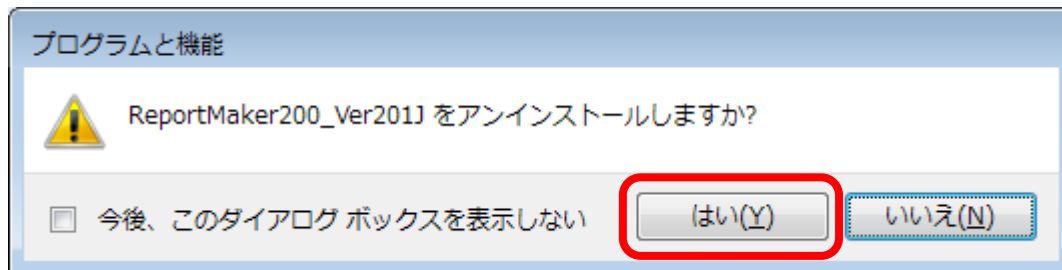 プログラムと機能
ReportMaker200_Ver201J をアンインストールしますか?
今後、このダイアログ ボックスを表示しない はい(Y) いいえ(N)